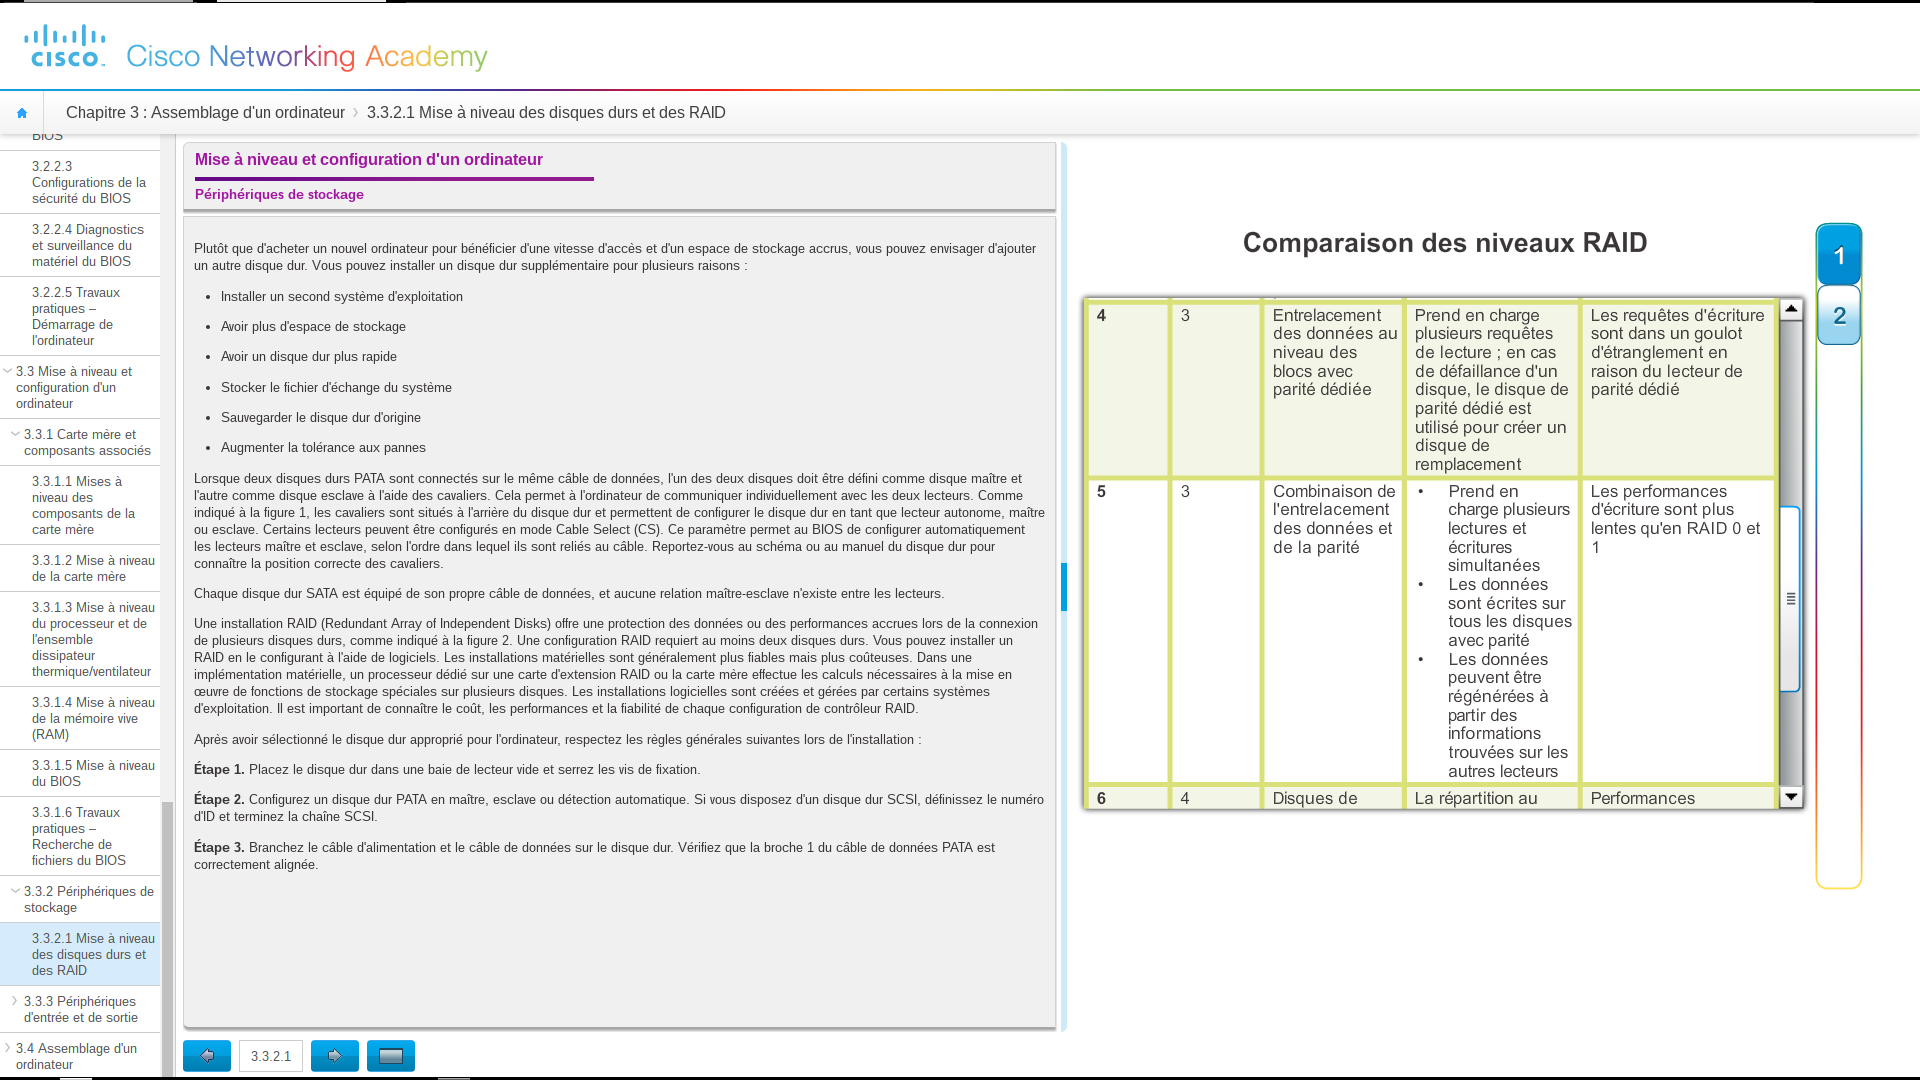 cisco
Cisco Networking Academy
Chapitre 3 : Assemblage d'un ordinateur
3.3.2.1 Mise à niveau des disques durs et des RAID
BIOS
3.2.2.3
Configurations de la
sécurité du BIOS
3.2.2.4 Diagnostics
et surveillance du
matériel du BIOS
3.2.2.5 Travaux
pratiques –
Démarrage de
l'ordinateur
3.3 Mise à niveau et
configuration d'un
ordinateur
3.3.1 Carte mère et
composants associés
3.3.1.1 Mises à
niveau des
composants de la
carte mère
3.3.1.2 Mise à niveau
de la carte mère
3.3.1.3 Mise à niveau
du processeur et de
l'ensemble
dissipateur
thermique/ventilateur
3.3.1.4 Mise à niveau
de la mémoire vive
(RAM)
3.3.1.5 Mise à niveau
du BIOS
3.3.1.6 Travaux
pratiques –
Recherche de
fichiers du BIOS
3.3.2 Périphériques de
stockage
3.3.2.1 Mise à niveau
des disques durs et
des RAID
3.3.3 Périphériques
d'entrée et de sortie
3.4 Assemblage d'un
ordinateur
Mise à niveau et configuration d'un ordinateur
Périphériques de stockage
Plutôt que d'acheter un nouvel ordinateur pour bénéficier d'une vitesse d'accès et d'un espace de stockage accrus, vous pouvez envisager d'ajouter
un autre disque dur. Vous pouvez installer un disque dur supplémentaire pour plusieurs raisons :
• Installer un second système d'exploitation
• Avoir plus d'espace de stockage
• Avoir un disque dur plus rapide
• Stocker le fichier d'échange du système
• Sauvegarder le disque dur d'origine
• Augmenter la tolérance aux pannes
Lorsque deux disques durs PATA sont connectés sur le même câble de données, l'un des deux disques doit être défini comme disque maître et
l'autre comme disque esclave à l'aide des cavaliers. Cela permet à l'ordinateur de communiquer individuellement avec les deux lecteurs. Comme
indiqué à la figure 1, les cavaliers sont situés à l'arrière du disque dur et permettent de configurer le disque dur en tant que lecteur autonome, maître
ou esclave. Certains lecteurs peuvent être configurés en mode Cable Select (CS). Ce paramètre permet au BIOS de configurer automatiquement
les lecteurs maître et esclave, selon l'ordre dans lequel ils sont reliés au câble. Reportez-vous au schéma ou au manuel du disque dur pour
connaître la position correcte des cavaliers.
Chaque disque dur SATA est équipé de son propre câble de données, et aucune relation maître-esclave n'existe entre les lecteurs.
Une installation RAID (Redundant Array of Independent Disks) offre une protection des données ou des performances accrues lors de la connexion
de plusieurs disques durs, comme indiqué à la figure 2. Une configuration RAID requiert au moins deux disques durs. Vous pouvez installer un
RAID en le configurant à l'aide de logiciels. Les installations matérielles sont généralement plus fiables mais plus coûteuses. Dans une
implémentation matérielle, un processeur dédié sur une carte d'extension RAID ou la carte mère effectue les calculs nécessaires à la mise en
œuvre de fonctions de stockage spéciales sur plusieurs disques. Les installations logicielles sont créées et gérées par certains systèmes
d'exploitation. Il est important de connaître le coût, les performances et la fiabilité de chaque configuration de contrôleur RAID.
Après avoir sélectionné le disque dur approprié pour l'ordinateur, respectez les règles générales suivantes lors de l'installation :
Étape 1. Placez le disque dur dans une baie de lecteur vide et serrez les vis de fixation.
Étape 2. Configurez un disque dur PATA en maître, esclave ou détection automatique. Si vous disposez d'un disque dur SCSI, définissez le numéro
d'ID et terminez la chaîne SCSI.
Étape 3. Branchez le câble d'alimentation et le câble de données sur le disque dur. Vérifiez que la broche 1 du câble de données PATA est
correctement alignée.
3.3.2.1
Comparaison des niveaux RAID
4
3
Entrelacement
des données au
niveau des
blocs avec
parité dédiée
Prend en charge
plusieurs requêtes
de lecture ; en cas
de défaillance d'un
disque, le disque de
parité dédié est
utilisé pour créer un
disque de
remplacement
Les requêtes d'écriture
sont dans un goulot
d'étranglement en
raison du lecteur de
parité dédié
5
3
Combinaison de
l'entrelacement
des données et
de la parité
• Prend en
charge plusieurs
lectures et
écritures
simultanées
• Les données
sont écrites sur
tous les disques
avec parité
• Les données
peuvent être
régénérées à
partir des
informations
trouvées sur les
autres lecteurs
Les performances
d'écriture sont plus
lentes qu'en RAID 0 et
1
6
4
Disques de
La répartition au
Performances
1
2